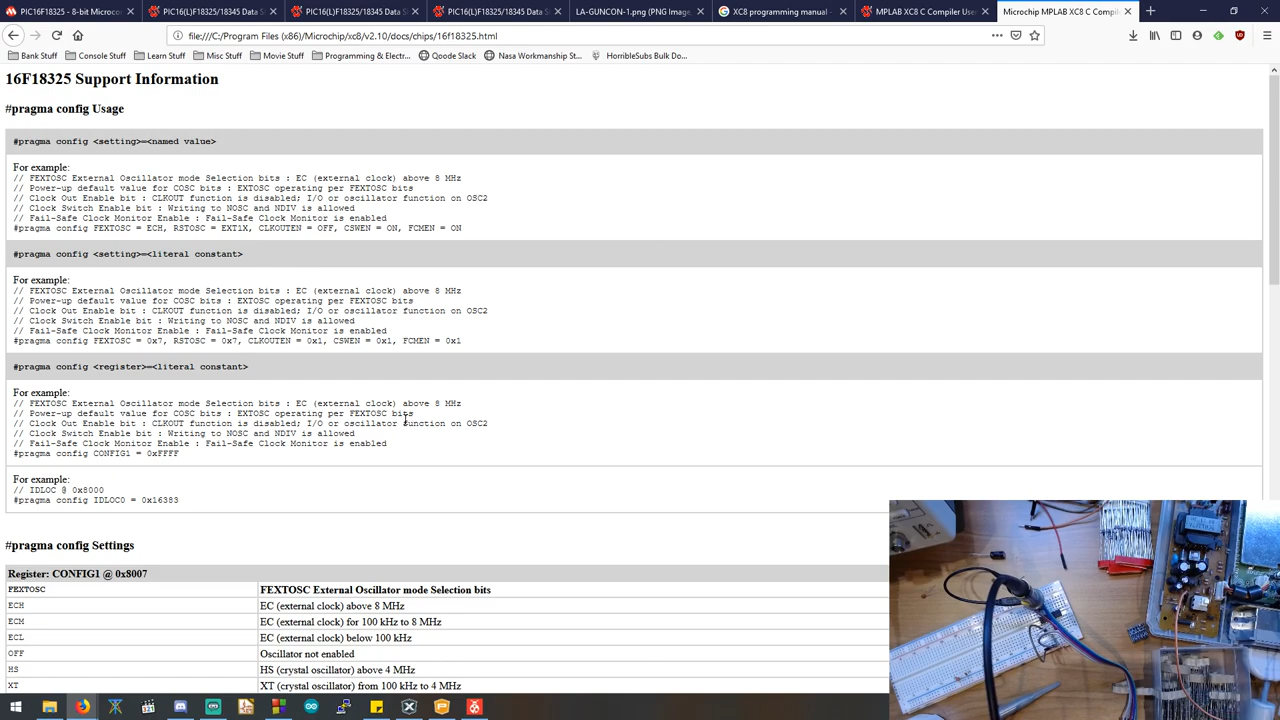 PIC16F18325 - 8-bit Microco
PIC16(L)F18325/18345 Data S
PIC16(L)F18325/18345 Data S
PIC16(L)F18325/18345 Data S
LA-GUNCON-1.png (PNG Image,
XC8 programming manual -
MPLAB XC8 C Compiler User
Microchip MPLAB XC8 C Compil
file:///C:/Program Files (x86)/Microchip/xc8/v2.10/docs/chips/16f18325.html
Bank Stuff
Console Stuff
Learn Stuff
Misc Stuff
Movie Stuff
Programming & Electr...
Qoode Slack
Nasa Workmanship St...
HorribleSubs Bulk Do...
16F18325 Support Information
#pragma config Usage
#pragma config <setting>=<named value>
For example:
// FEXTOSC External Oscillator mode Selection bits : EC (external clock) above 8 MHz
// Power-up default value for COSC bits : EXTOSC operating per FEXTOSC bits
// Clock Out Enable bit : CLKOUT function is disabled; I/O or oscillator function on OSC2
// Clock Switch Enable bit : Writing to NOSC and NDIV is allowed
// Fail-Safe Clock Monitor Enable : Fail-Safe Clock Monitor is enabled
#pragma config FEXTOSC = ECH, RSTOSC = EXT1X, CLKOUTEN = OFF, CSWEN = ON, FCMEN = ON
#pragma config <setting>=<literal constant>
For example:
// FEXTOSC External Oscillator mode Selection bits : EC (external clock) above 8 MHz
// Power-up default value for COSC bits : EXTOSC operating per FEXTOSC bits
// Clock Out Enable bit : CLKOUT function is disabled; I/O or oscillator function on OSC2
// Clock Switch Enable bit : Writing to NOSC and NDIV is allowed
// Fail-Safe Clock Monitor Enable : Fail-Safe Clock Monitor is enabled
#pragma config FEXTOSC = 0x7, RSTOSC = 0x7, CLKOUTEN = 0x1, CSWEN = 0x1, FCMEN = 0x1
#pragma config <register>=<literal constant>
For example:
// FEXTOSC External Oscillator mode Selection bits : EC (external clock) above 8 MHz
// Power-up default value for COSC bits : EXTOSC operating per FEXTOSC bits
// Clock Out Enable bit : CLKOUT function is disabled; I/O or oscillator function on OSC2
// Clock Switch Enable bit : Writing to NOSC and NDIV is allowed
// Fail-Safe Clock Monitor Enable : Fail-Safe Clock Monitor is enabled
#pragma config CONFIG1 = 0xFFFF
For example:
// IDLOC @ 0x8000
#pragma config IDLOC0 = 0x16383
#pragma config Settings
Register: CONFIG1 @ 0x8007
FEXTOSC FEXTOSC External Oscillator mode Selection bits
ECH EC (external clock) above 8 MHz
ECM EC (external clock) for 100 kHz to 8 MHz
ECL EC (external clock) below 100 kHz
OFF Oscillator not enabled
HS HS (crystal oscillator) above 4 MHz
XT XT (crystal oscillator) from 100 kHz to 4 MHz